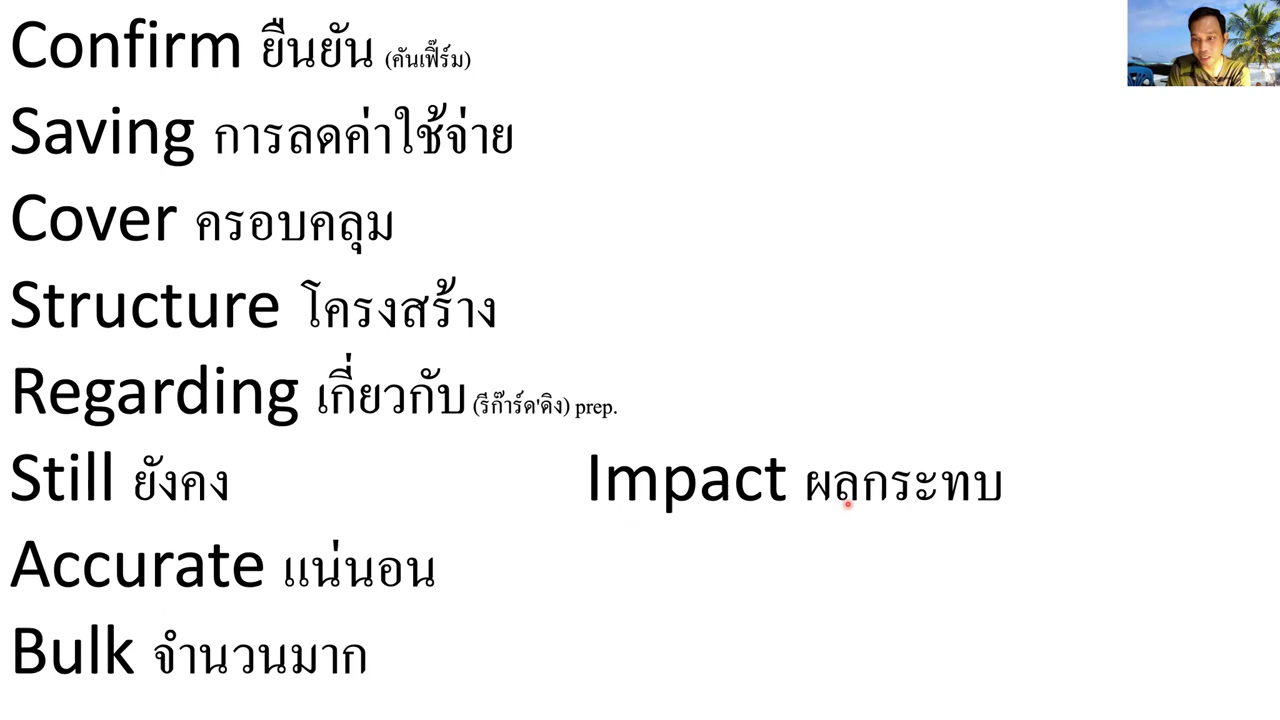 Confirm ยืนยัน (คันเฟิ๊ร์ม)
Saving การลดค่าใช้จ่าย
Cover ครอบคลุม
Structure โครงสร้าง
Regarding เกี่ยวกับ (รีก๊าร์ด'ดิง) prep.
Still ยังคง Impact ผลกระทบ
Accurate แน่นอน
Bulk จำนวนมาก